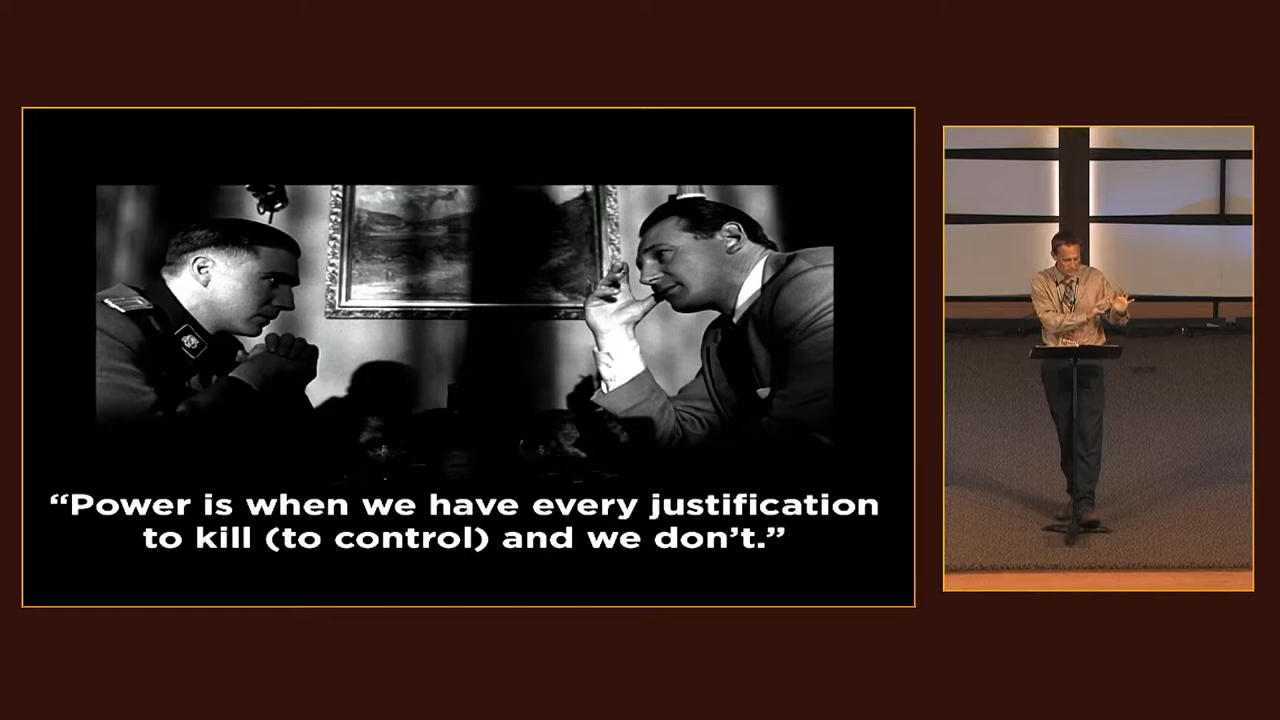 “Power is when we have every justification
to kill (to control) and we don’t.”